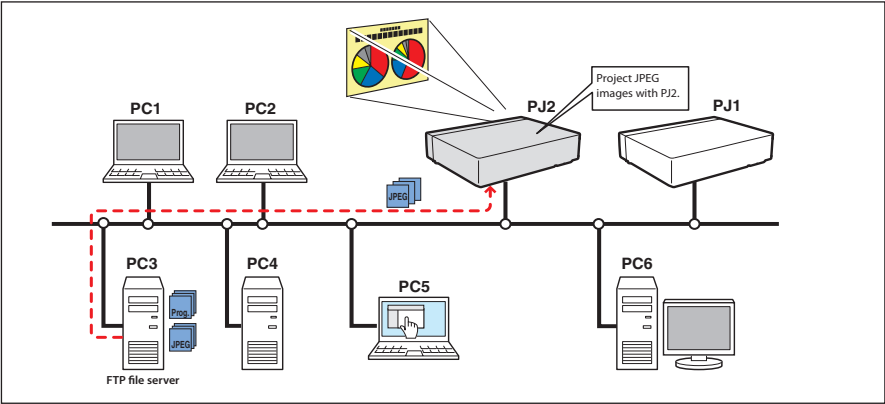 Project JPEG
images with PJ2.
PC1
PC2
PJ2
PJ1
JPEG
PC3
PC4
PC5
PC6
Prog.
JPEG
FTP file server